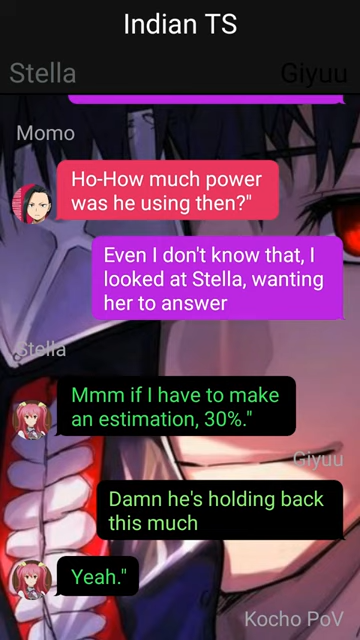 Indian TS
Stella
Giyuu
Momo
Ho-How much power
was he using then?"
Even I don't know that, I
looked at Stella, wanting
her to answer
Stella
Mmm if I have to make
an estimation, 30%."
Giyuu
Damn he's holding back
this much
Yeah."
Kocho PoV